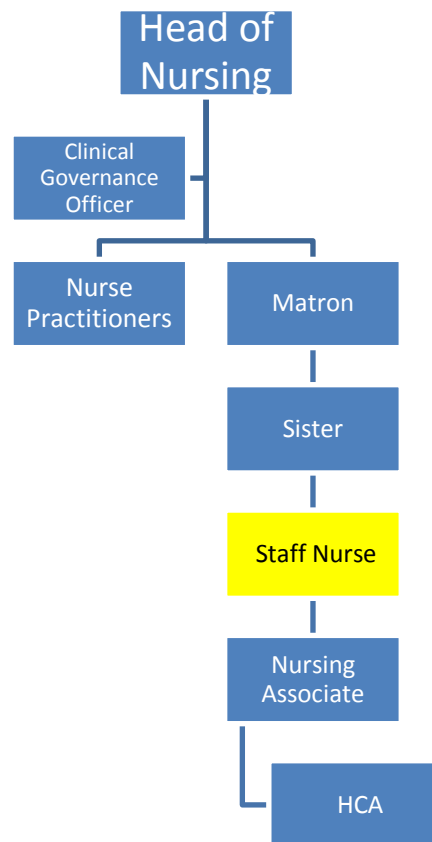 Head of
Nursing
Clinical
Governance
Officer
Nurse
Practitioners
Matron
Sister
Staff Nurse
Nursing
Associate
HCA